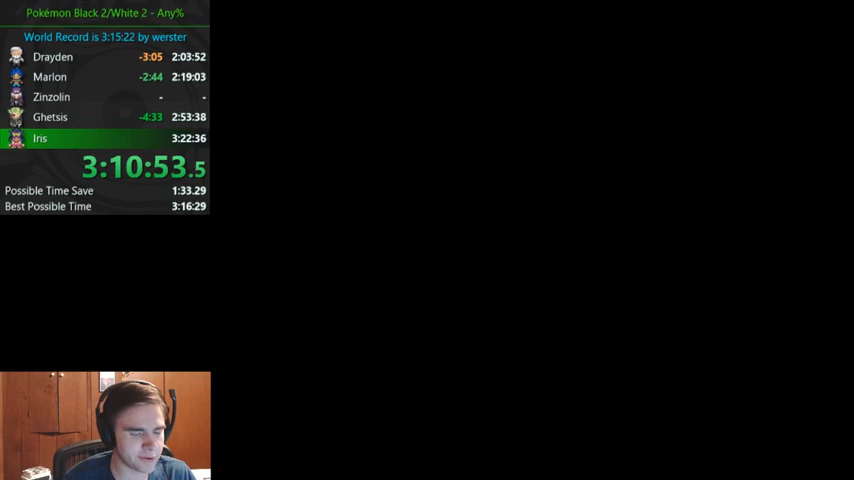 Pokémon Black 2/White 2 - Any%
World Record is 3:15:22 by werster
Drayden -3:05 2:03:52
Marlon -2:44 2:19:03
Zinzolin - -
Ghetsis -4:33 2:53:38
Iris 3:22:36
3:10:53.5
Possible Time Save 1:33.29
Best Possible Time 3:16:29